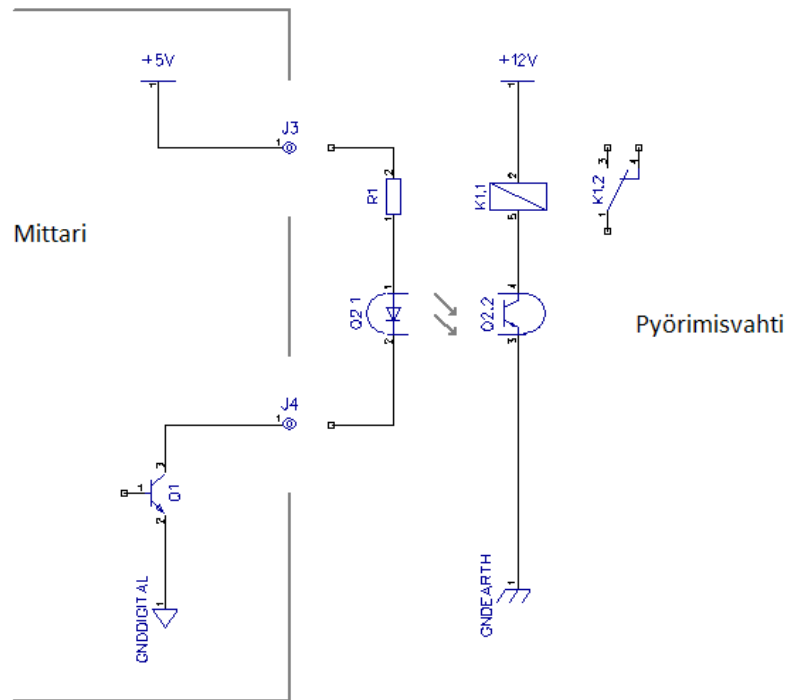 +5V
1
+12V
1
J3
1
2
R1
1
2
K1.1
5
3
4
K1.2
1
Mittari
1
Q2.1
2
4
Q2.2
3
Pyörimisvahti
J4
1
3
1
Q1
2
1
GNDDIGITAL
1
GNDEARTH